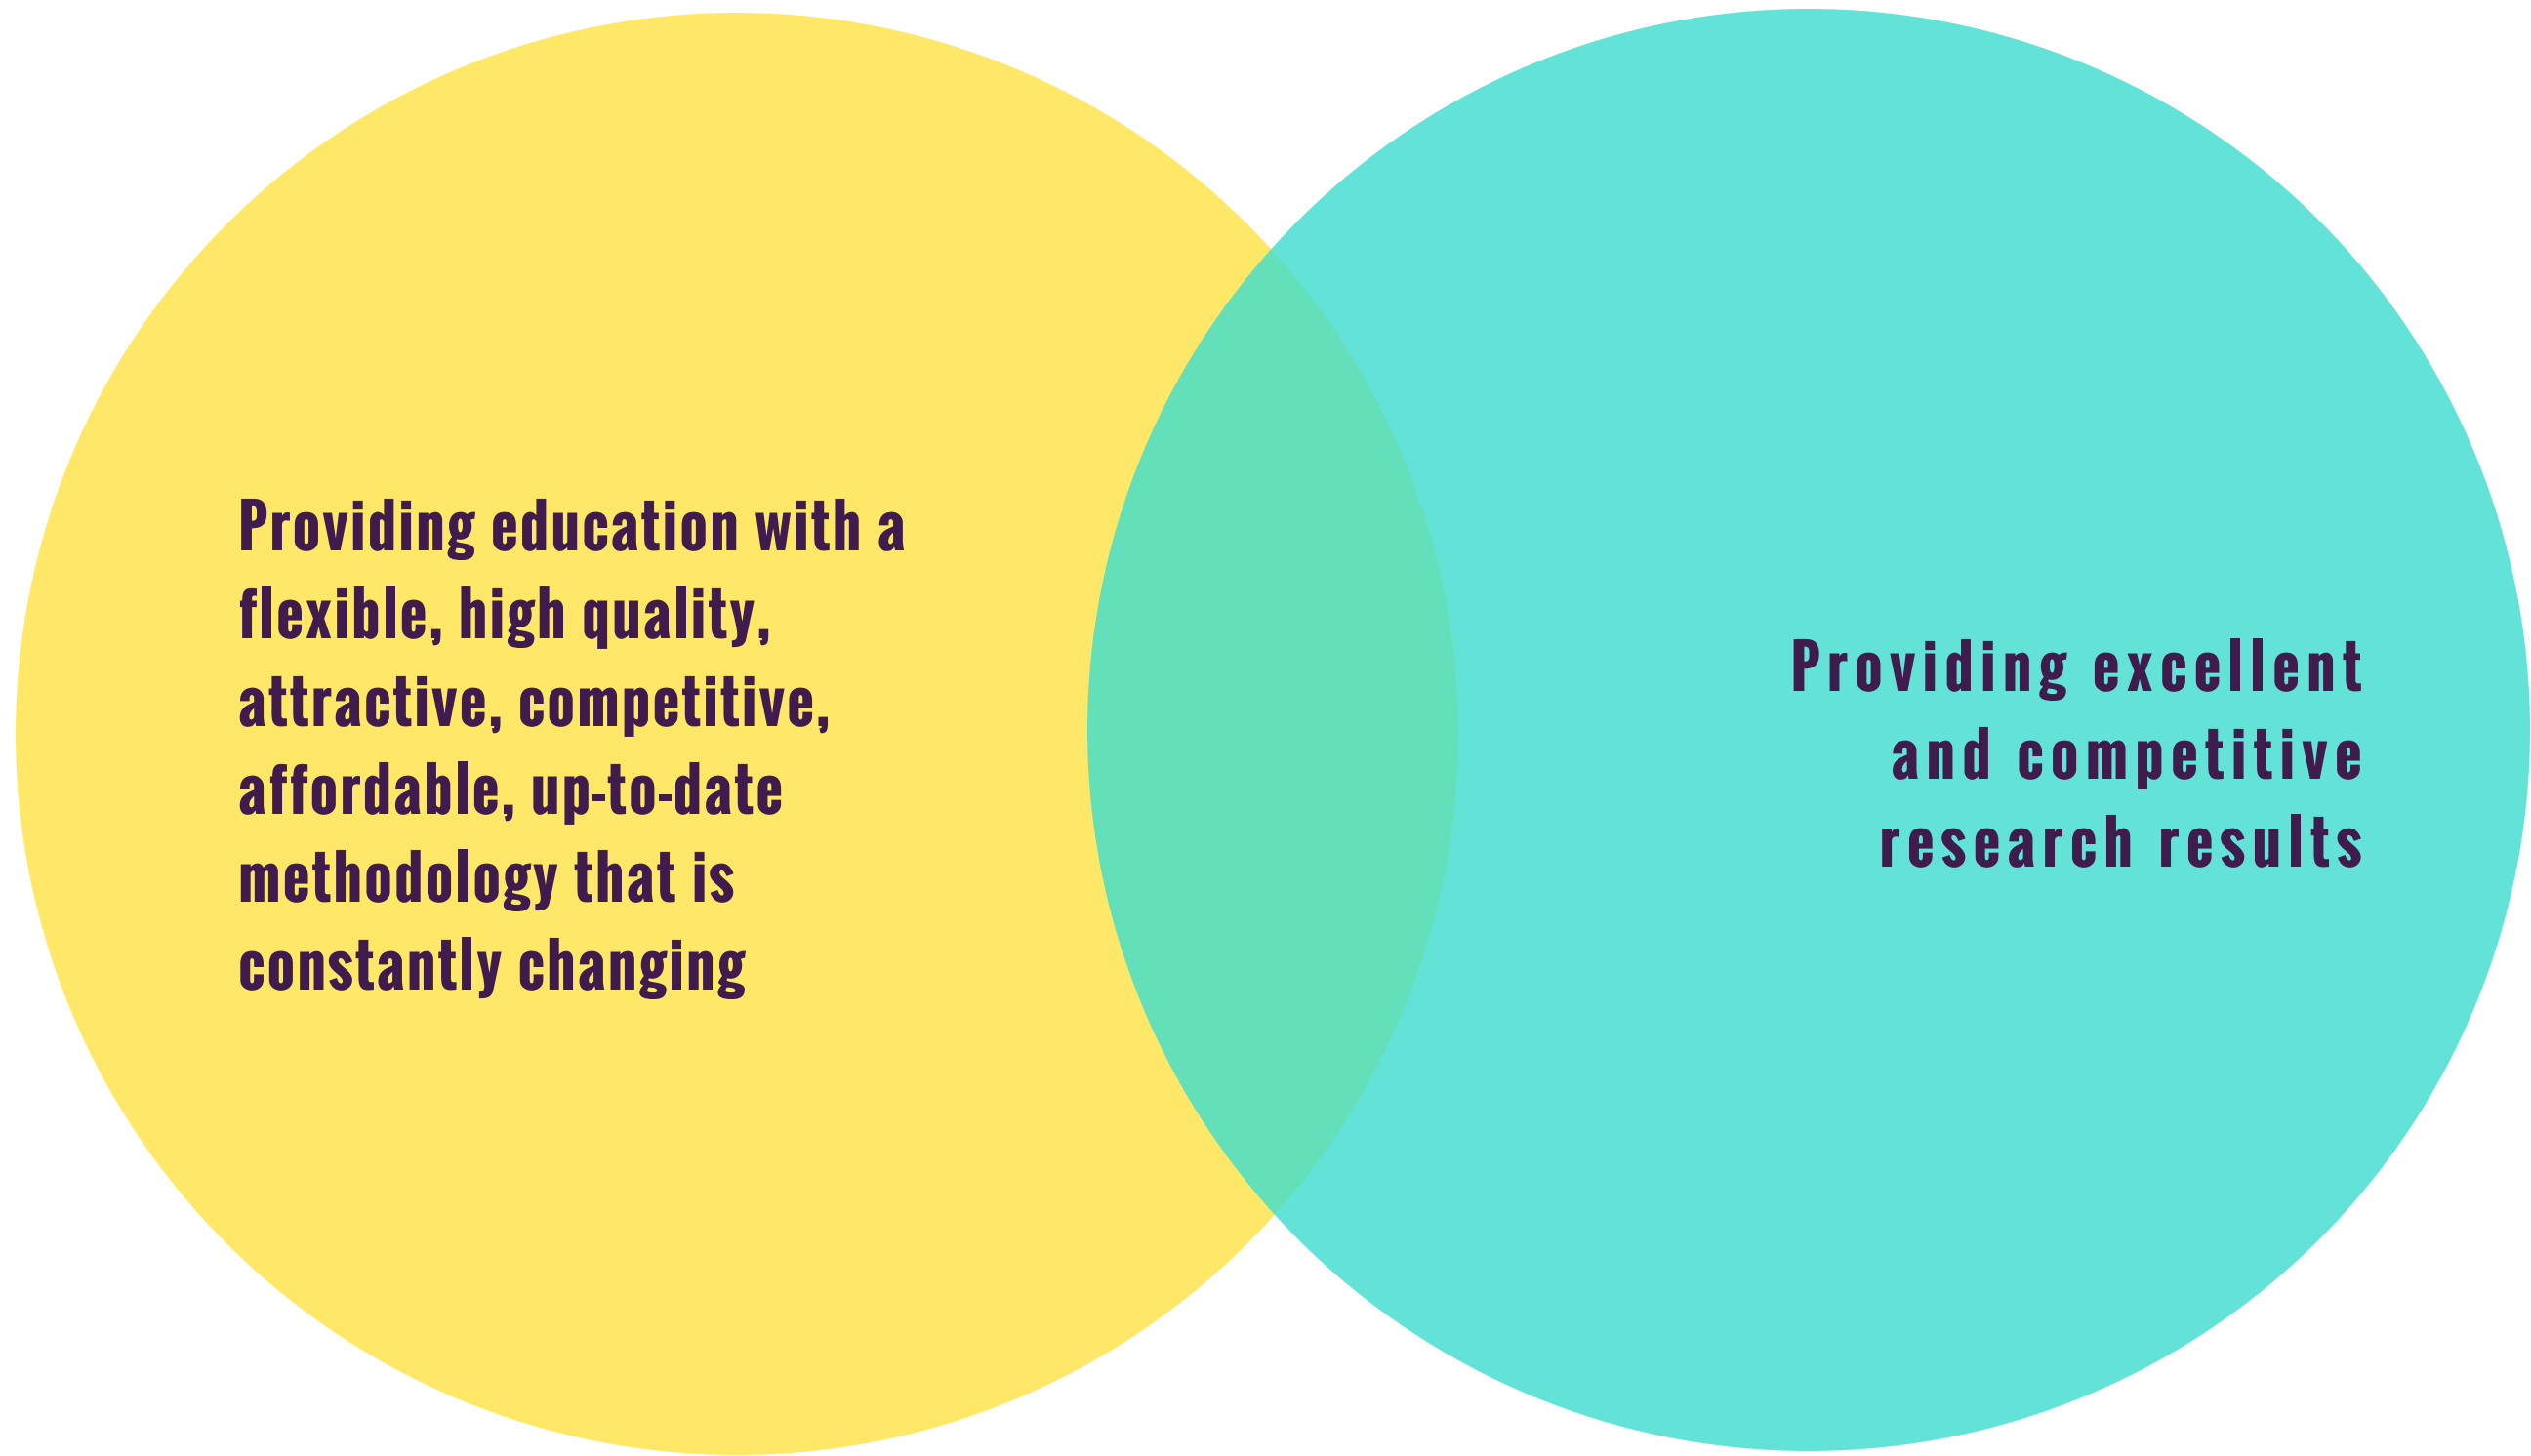 Providing education with a
flexible, high quality,
attractive, competitive,
affordable, up-to-date
methodology that is
constantly changing
Providing excellent
and competitive
research results